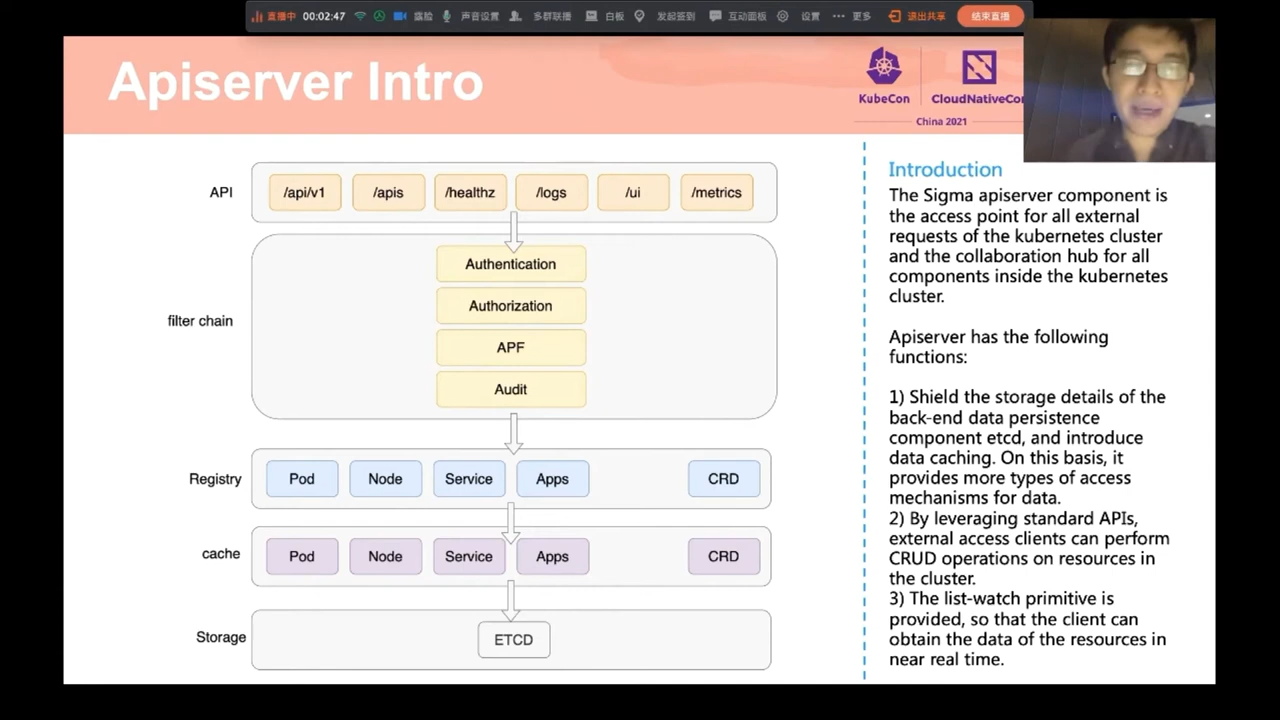 直播中 00:02:47 露脸 声音设置 多群联播 白板 发起签到 互动面板 设置 更多 退出共享 结束直播
Apiserver Intro
KubeCon
CloudNativeCon
China 2021
API
/api/v1
/apis
/healthz
/logs
/ui
/metrics
filter chain
Authentication
Authorization
APF
Audit
Registry
Pod
Node
Service
Apps
CRD
cache
Pod
Node
Service
Apps
CRD
Storage
ETCD
Introduction
The Sigma apiserver component is
the access point for all external
requests of the kubernetes cluster
and the collaboration hub for all
components inside the kubernetes
cluster.
Apiserver has the following
functions:
1) Shield the storage details of the
back-end data persistence
component etcd, and introduce
data caching. On this basis, it
provides more types of access
mechanisms for data.
2) By leveraging standard APIs,
external access clients can perform
CRUD operations on resources in
the cluster.
3) The list-watch primitive is
provided, so that the client can
obtain the data of the resources in
near real time.